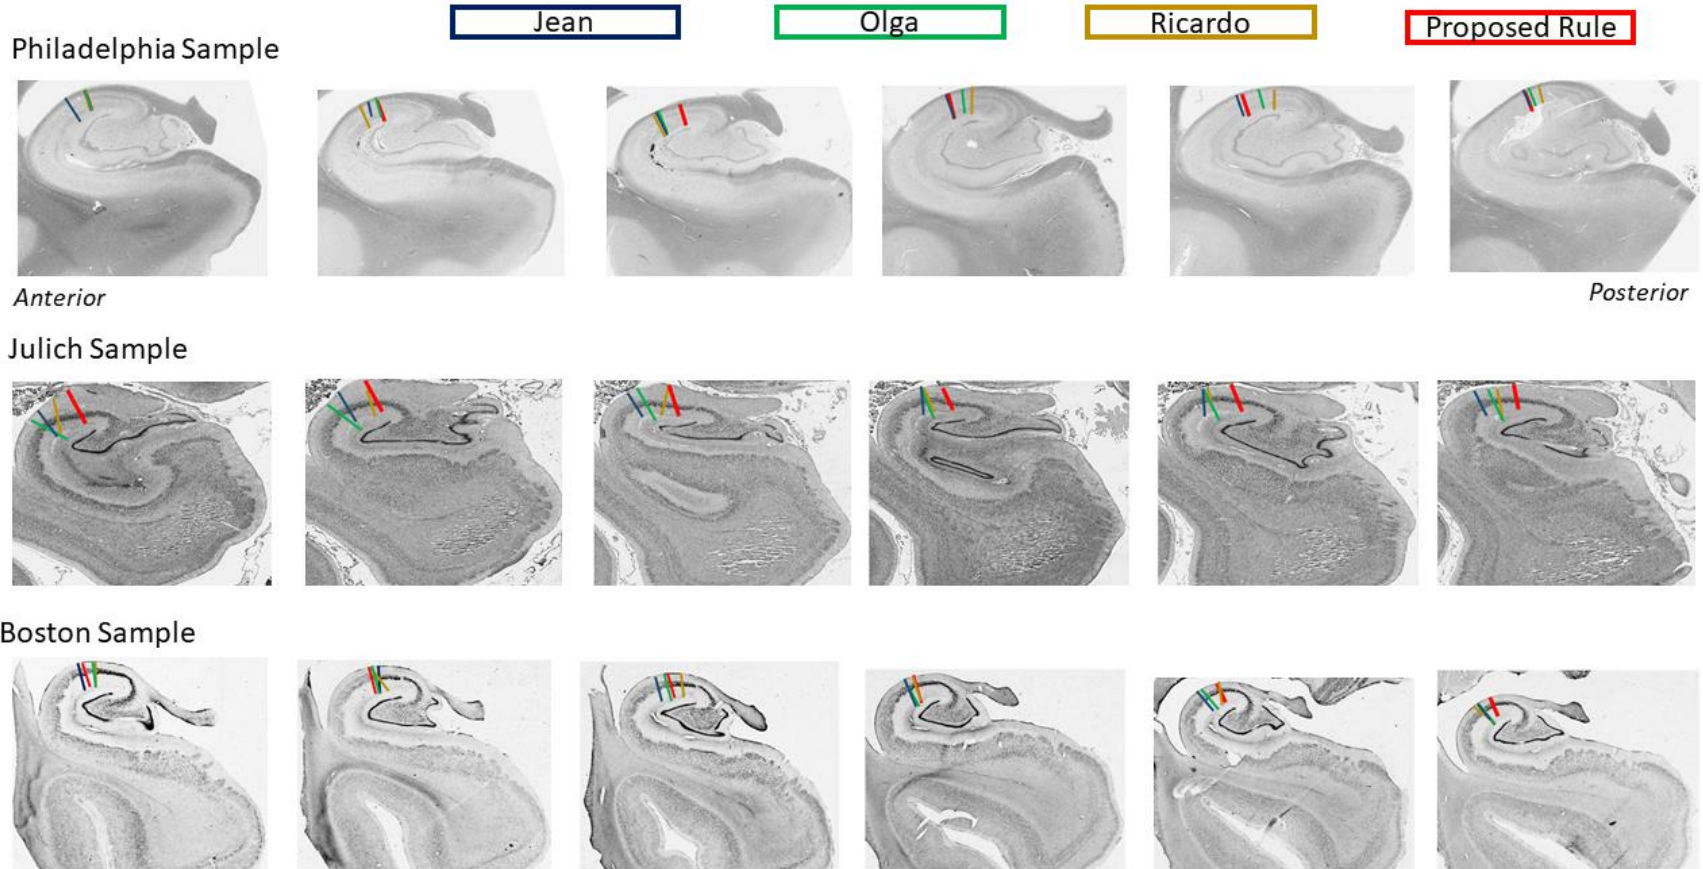 Jean
Olga
Ricardo
Proposed Rule
Philadelphia Sample
Anterior
Posterior
Julich Sample
Boston Sample